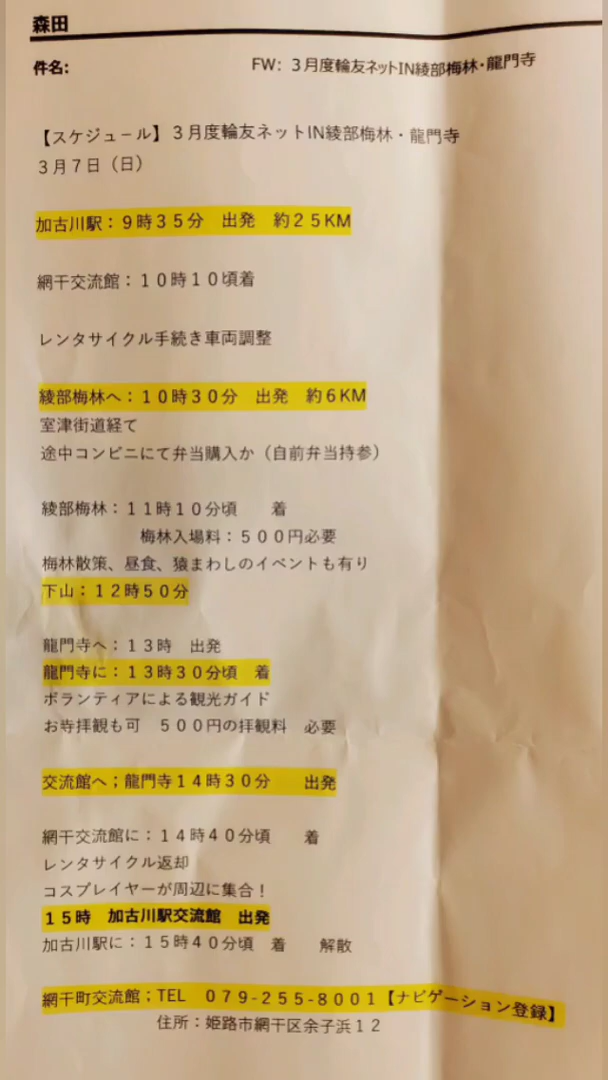 森田
件名: FW: 3月度輪友ネットIN綾部梅林・龍門寺
【スケジュール】３月度輪友ネットIN綾部梅林・龍門寺
３月７日（日）
加古川駅：９時３５分　出発　約２５KM
網干交流館：１０時１０頃着
レンタサイクル手続き車両調整
綾部梅林へ：１０時３０分　出発　約６KM
室津街道経て
途中コンビニにて弁当購入か（自前弁当持参）
綾部梅林：１１時１０分頃　　着
梅林入場料：５００円必要
梅林散策、昼食、猿まわしのイベントも有り
下山：１２時５０分
龍門寺へ；１３時　出発
龍門寺に：１３時３０分頃　着
ボランティアによる観光ガイド
お寺拝観も可　５００円の拝観料　必要
交流館へ；龍門寺１４時３０分　　出発
網干交流館に：１４時４０分頃　　着
レンタサイクル返却
コスプレイヤーが周辺に集合！
１５時　加古川駅交流館　出発
加古川駅に：１５時４０分頃　着　　解散
網干町交流館；TEL　０７９-２５５-８００１【ナビゲーション登録】
住所：姫路市網干区余子浜１２